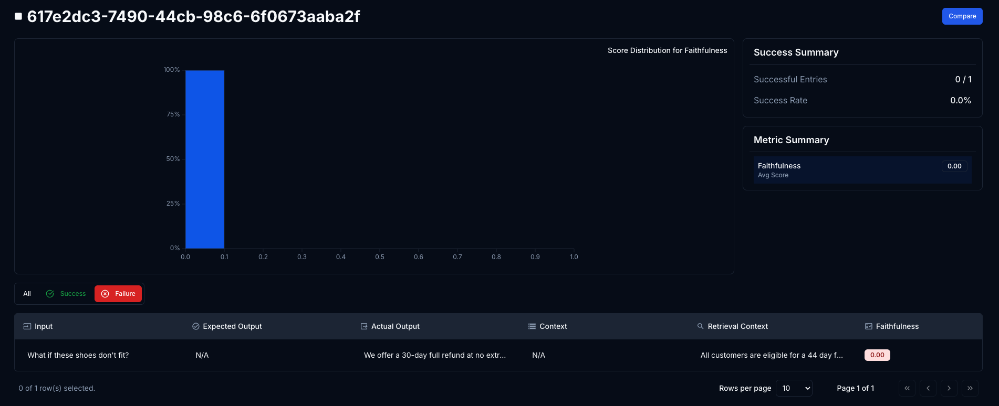 617e2dc3-7490-44cb-98c6-6f0673aaba2f
Compare
Score Distribution for Faithfulness
100%
75%
50%
25%
0%
0.0 0.1 0.2 0.3 0.4 0.5 0.6 0.7 0.8 0.9 1.0
Success Summary
Successful Entries 0 / 1
Success Rate 0.0%
Metric Summary
Faithfulness 0.00
Avg Score
All Success Failure
Input Expected Output Actual Output Context Retrieval Context Faithfulness
What if these shoes don't fit? N/A We offer a 30-day full refund at no extr... N/A All customers are eligible for a 44 day f... 0.00
0 of 1 row(s) selected. Rows per page 10 Page 1 of 1